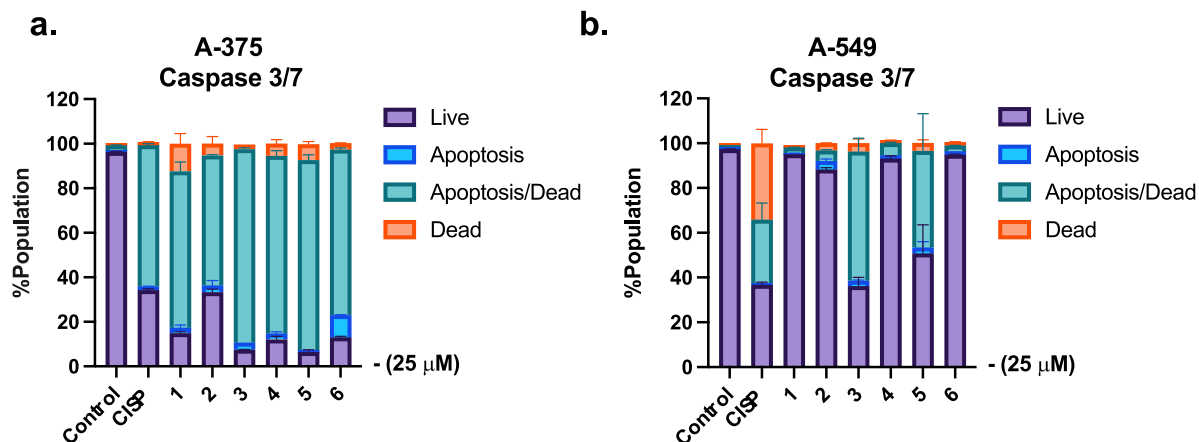 a.
A-375
Caspase 3/7
%Population
120
100
80
60
40
20
0
Control
CISP
1
2
3
4
5
6
- (25 μM)
Live
Apoptosis
Apoptosis/Dead
Dead
b.
A-549
Caspase 3/7
%Population
120
100
80
60
40
20
0
Control
CISP
1
2
3
4
5
6
- (25 μM)
Live
Apoptosis
Apoptosis/Dead
Dead